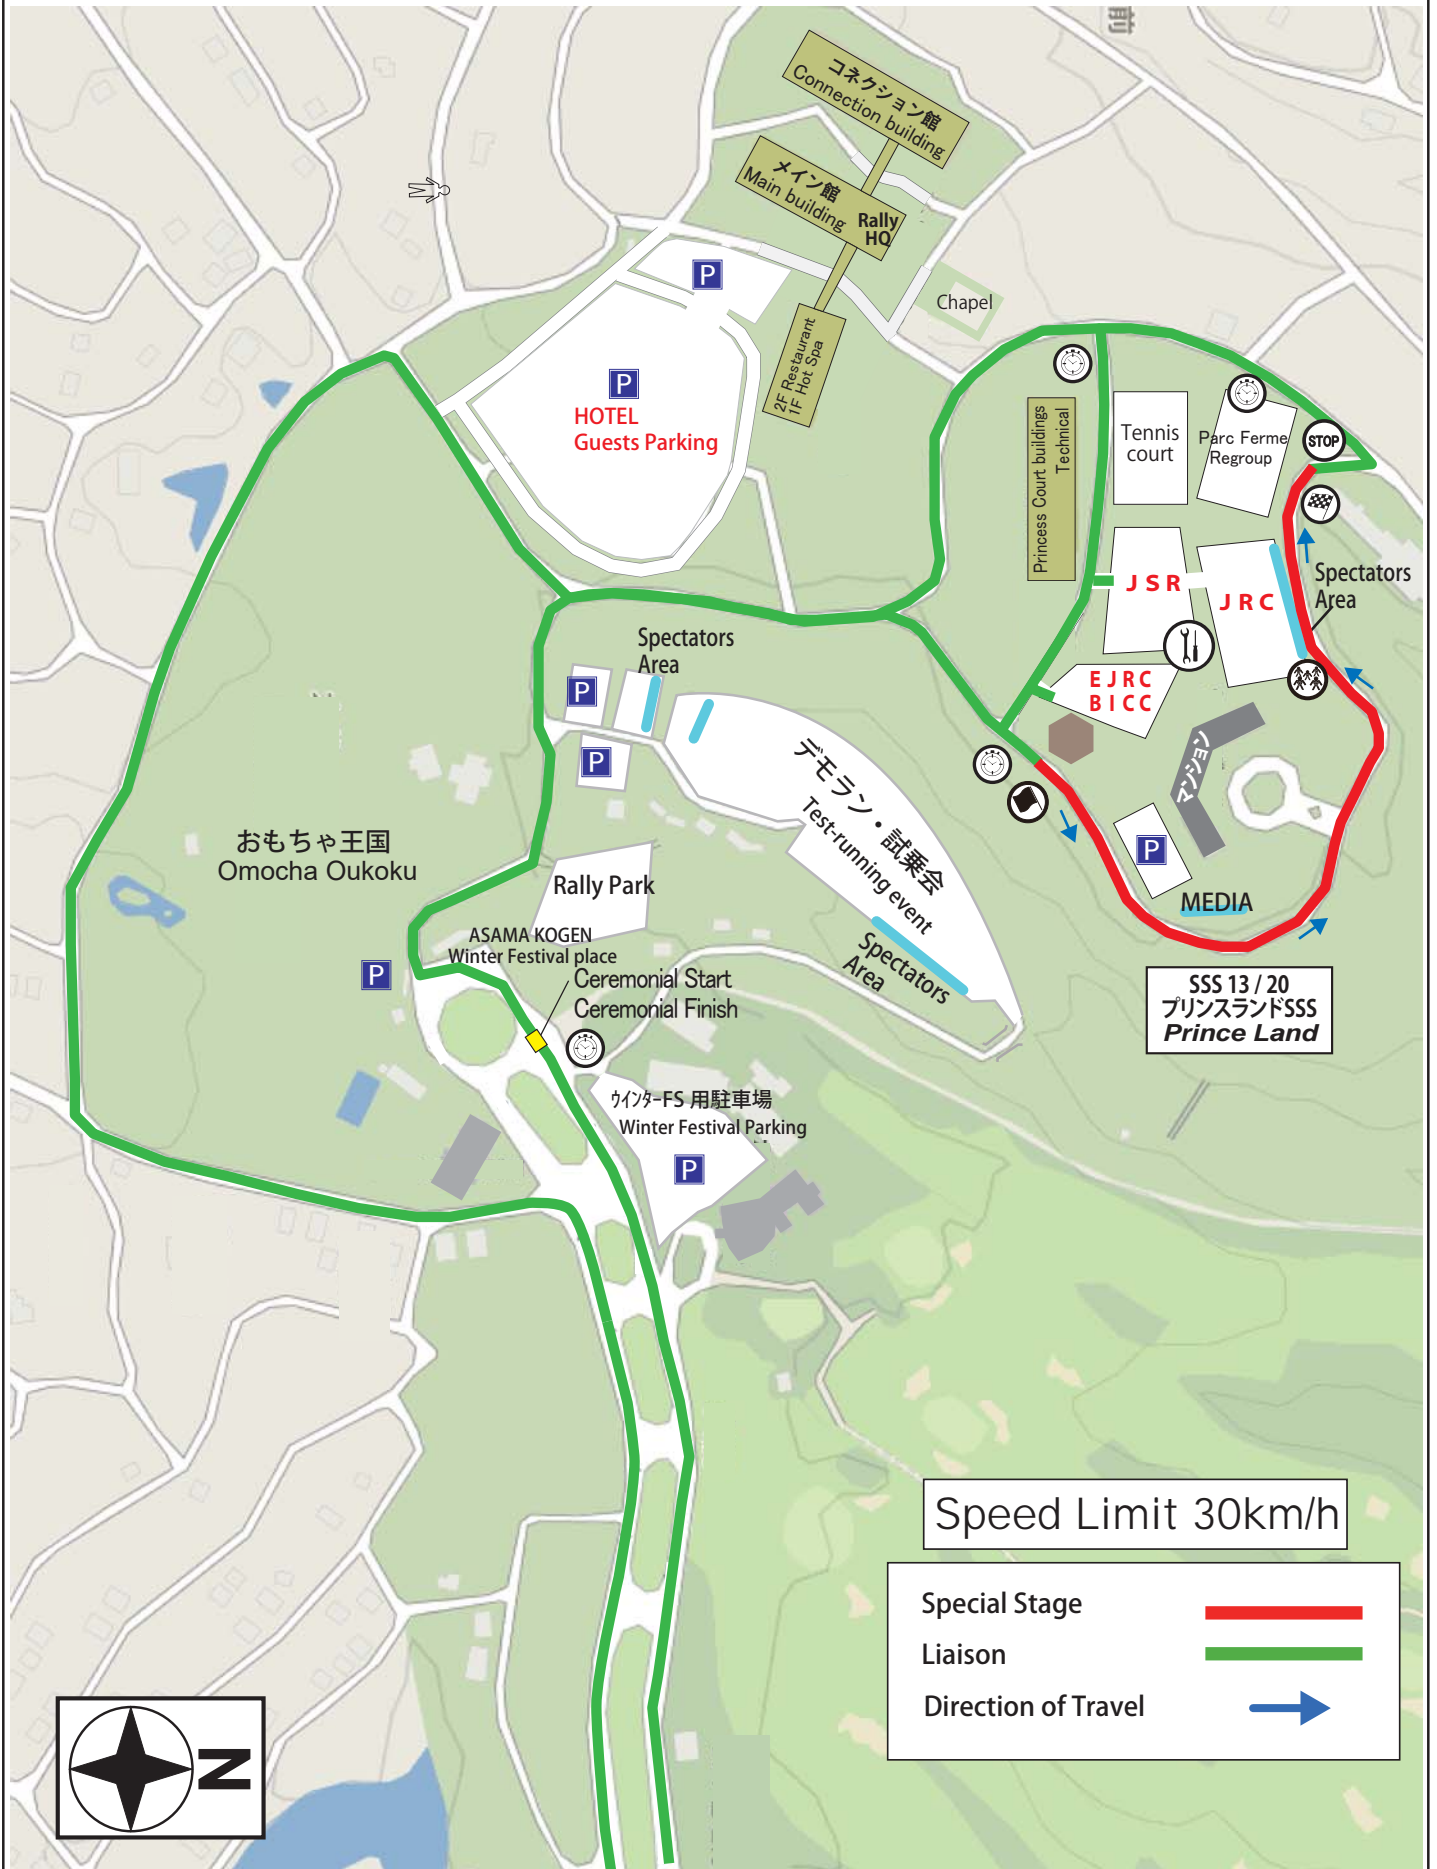 前
コネクション館
Connection building
メイン館
Main building
Rally
HQ
P
Chapel
2F Restaurant
1F Hot Spa
P
HOTEL
Guests Parking
Princess Court buildings
Technical
Tennis
court
Parc Ferme
Regroup
STOP
JSR
JRC
Spectators
Area
EJRC
BICC
Spectators
Area
P
P
デモラン・試乗会
Test-running event
マンション
P
MEDIA
おもちゃ王国
Omocha Oukoku
Rally Park
Spectators
Area
ASAMA KOGEN
Winter Festival place
P
Ceremonial Start
Ceremonial Finish
SSS 13 / 20
プリンスランドSSS
Prince Land
ウインターFS 用駐車場
Winter Festival Parking
P
Speed Limit 30km/h
Special Stage
Liaison
Direction of Travel
N